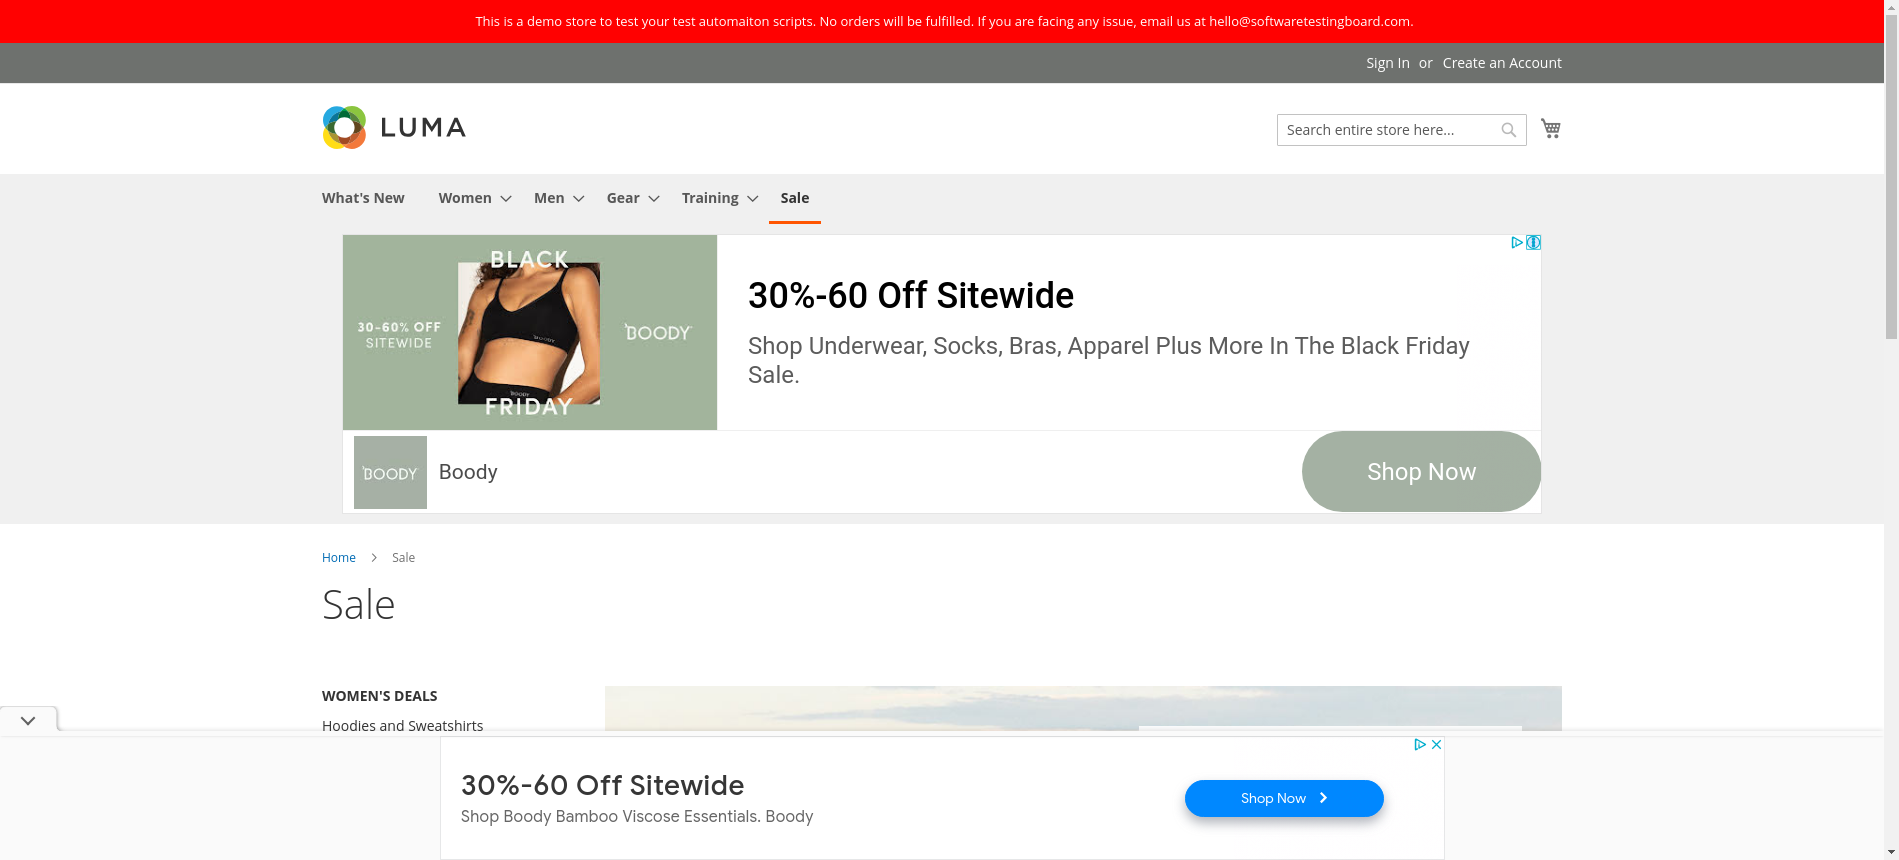 This is a demo store to test your test automaiton scripts. No orders will be fulfilled. If you are facing any issue, email us at hello@softwaretestingboard.com.
Sign In or Create an Account
LUMA
Search entire store here...
What's New Women Men Gear Training Sale
BLACK
30-60% OFF
SITEWIDE
BOODY
BOODY
BOODY
FRIDAY
30%-60 Off Sitewide
Shop Underwear, Socks, Bras, Apparel Plus More In The Black Friday
Sale.
BOODY
Boody
Shop Now
Home Sale
Sale
WOMEN'S DEALS
Hoodies and Sweatshirts
30%-60 Off Sitewide
Shop Boody Bamboo Viscose Essentials. Boody
Shop Now